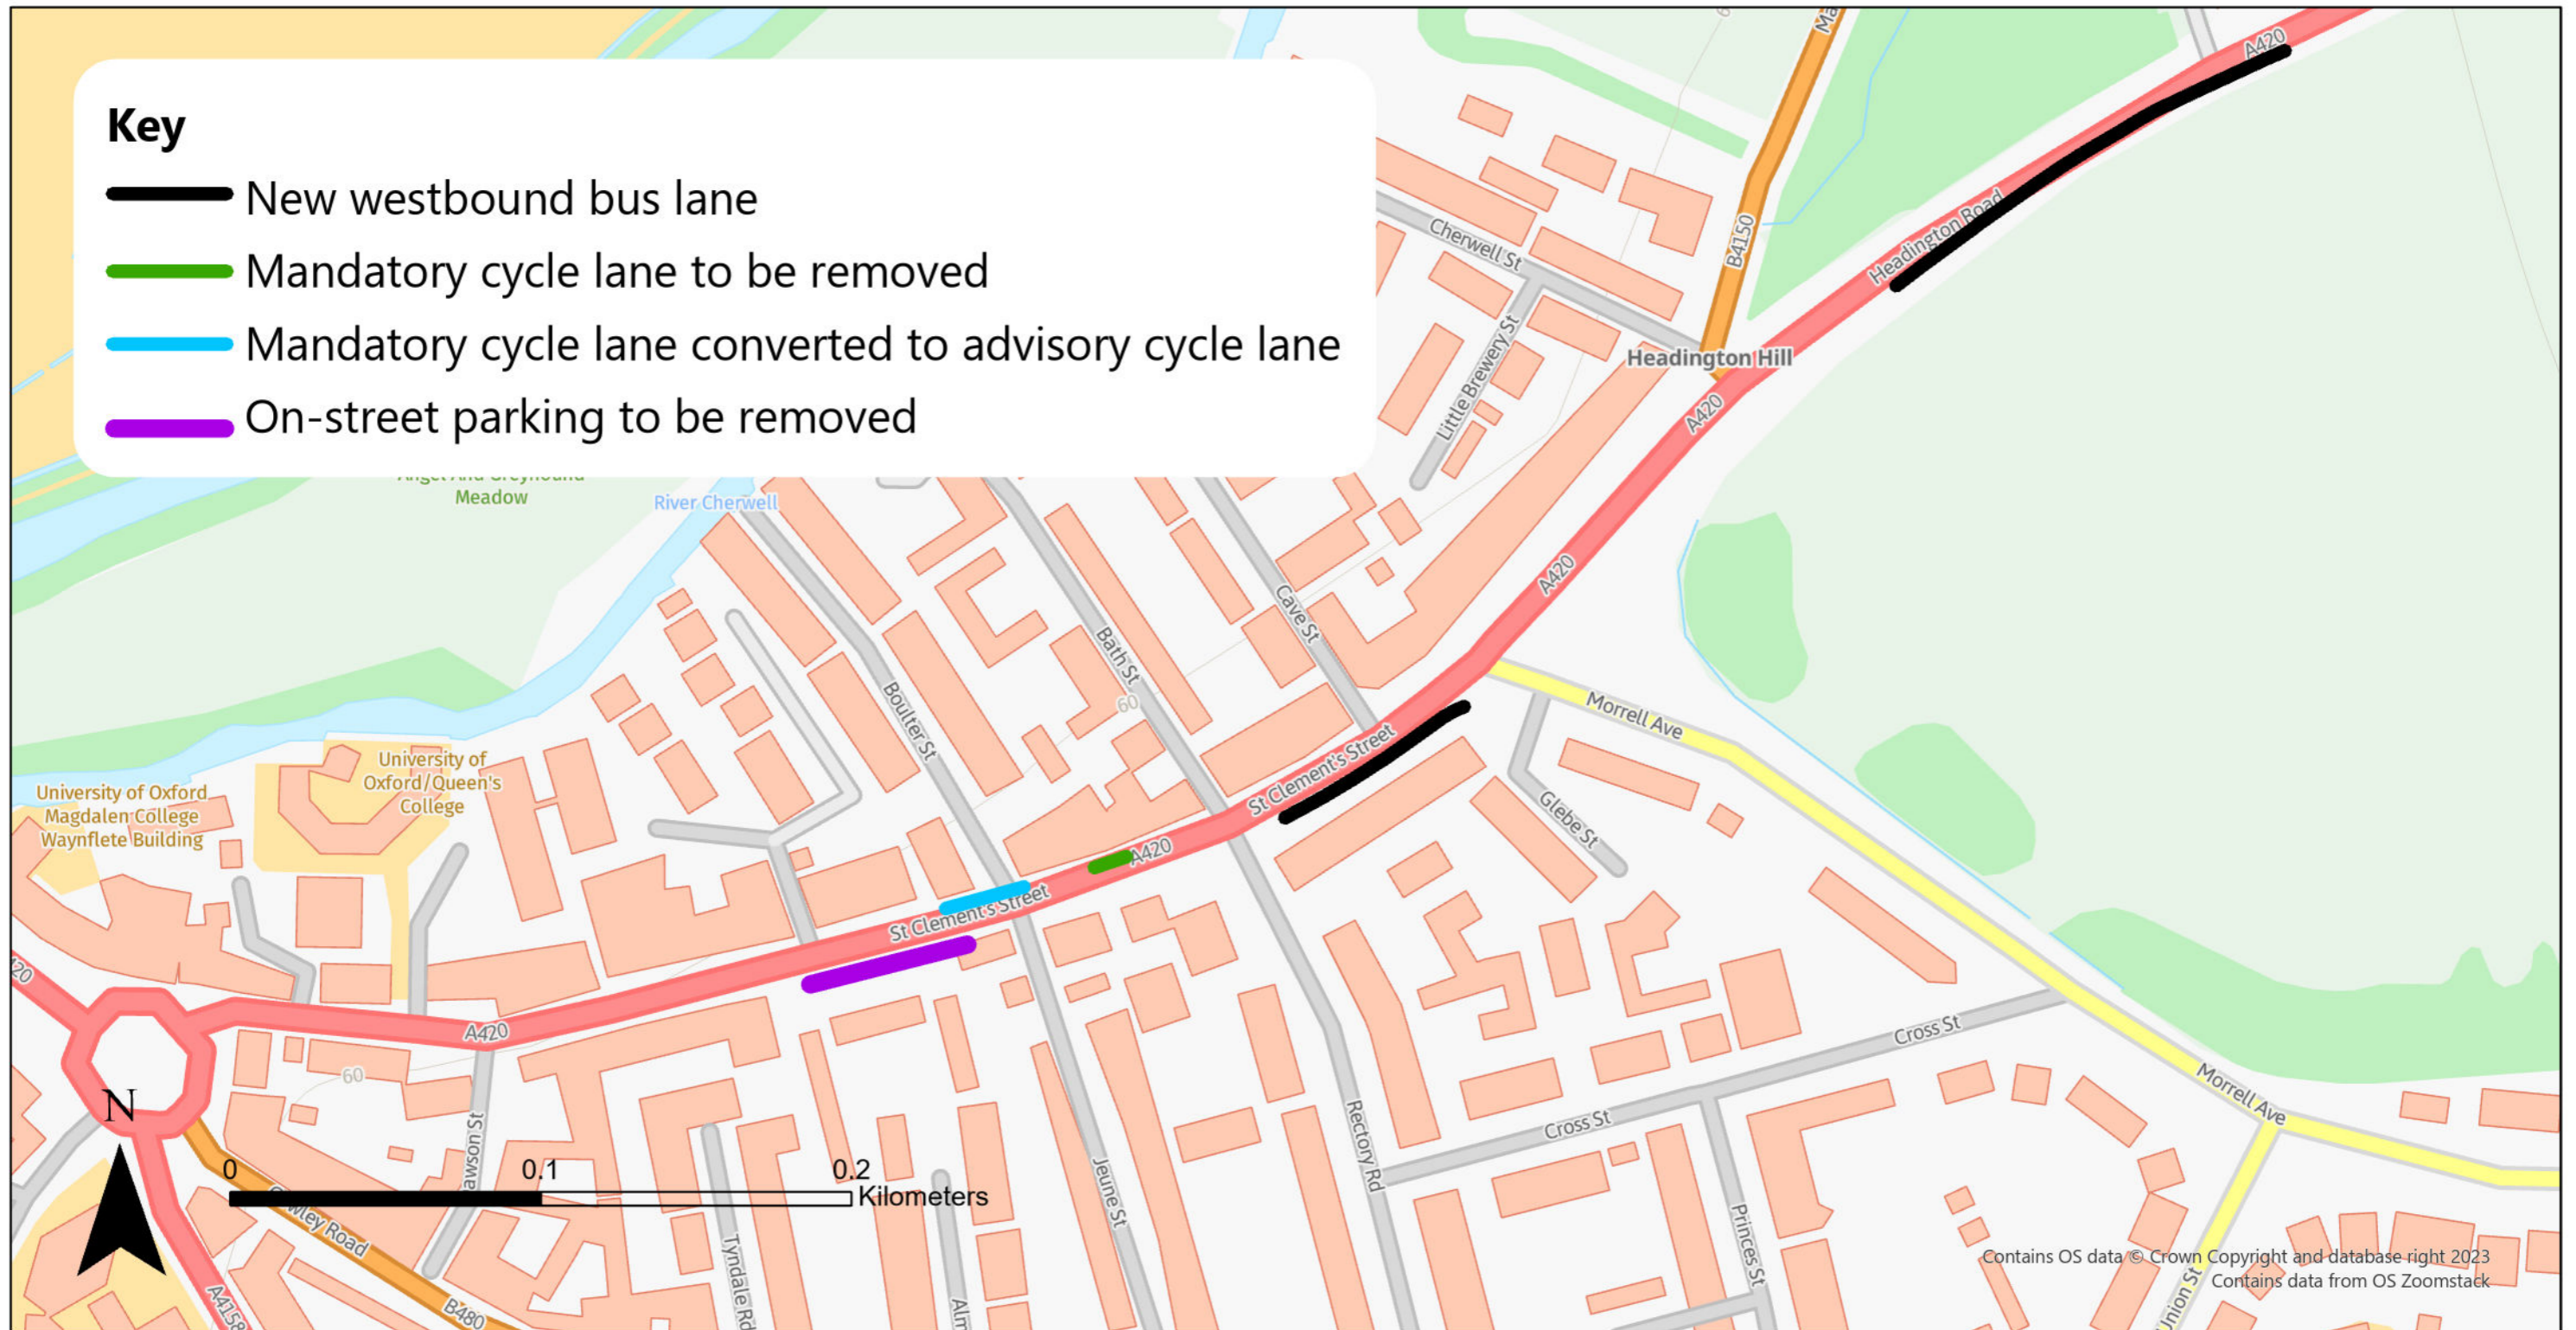 Key
New westbound bus lane
Mandatory cycle lane to be removed
Mandatory cycle lane converted to advisory cycle lane
On-street parking to be removed
A420
Headington Road
B4150
Cherwell St
Little Brewery St
Headington Hill
A420
Meadow
River Cherwell
A420
Cave St
Bath St
60
Boulter St
Morrell Ave
St Clement's Street
Glebe St
University of
Oxford/Queen's
College
University of Oxford
Magdalen College
Waynflete Building
A420
St Clement's Street
A420
60
Cross St
Cross St
Morrell Ave
Rectory Rd
Jeune St
Princes St
Tyndale Rd
N
0 0.1 0.2
Kilometers
B480
A4158
Union St
Contains OS data © Crown Copyright and database right 2023
Contains data from OS Zoomstack